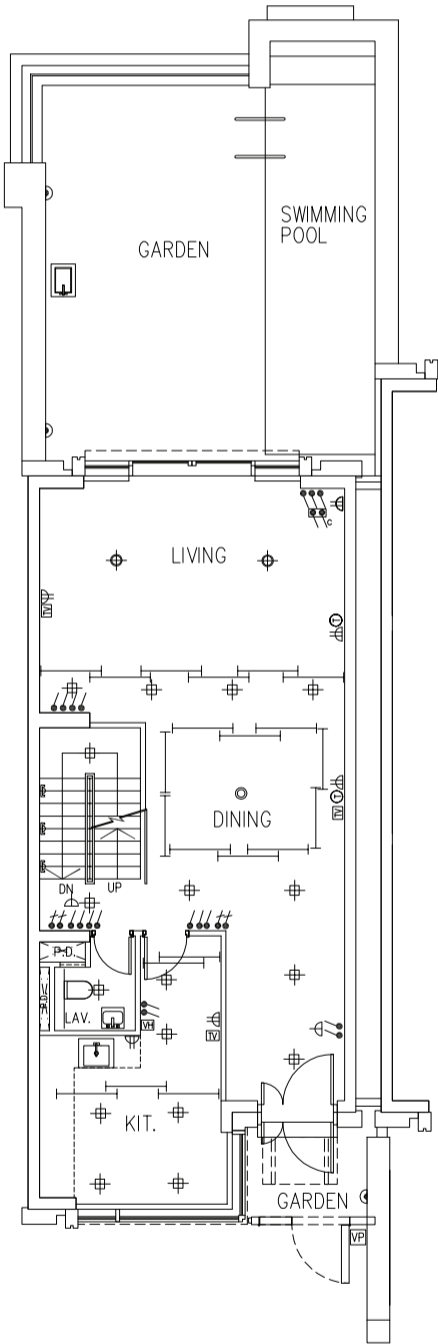 SWIMMING
POOL
GARDEN
LIVING
C
TV
T
DINING
T
TV
DN UP
P.D.
LAV.
VH
TV
KIT.
GARDEN
VP